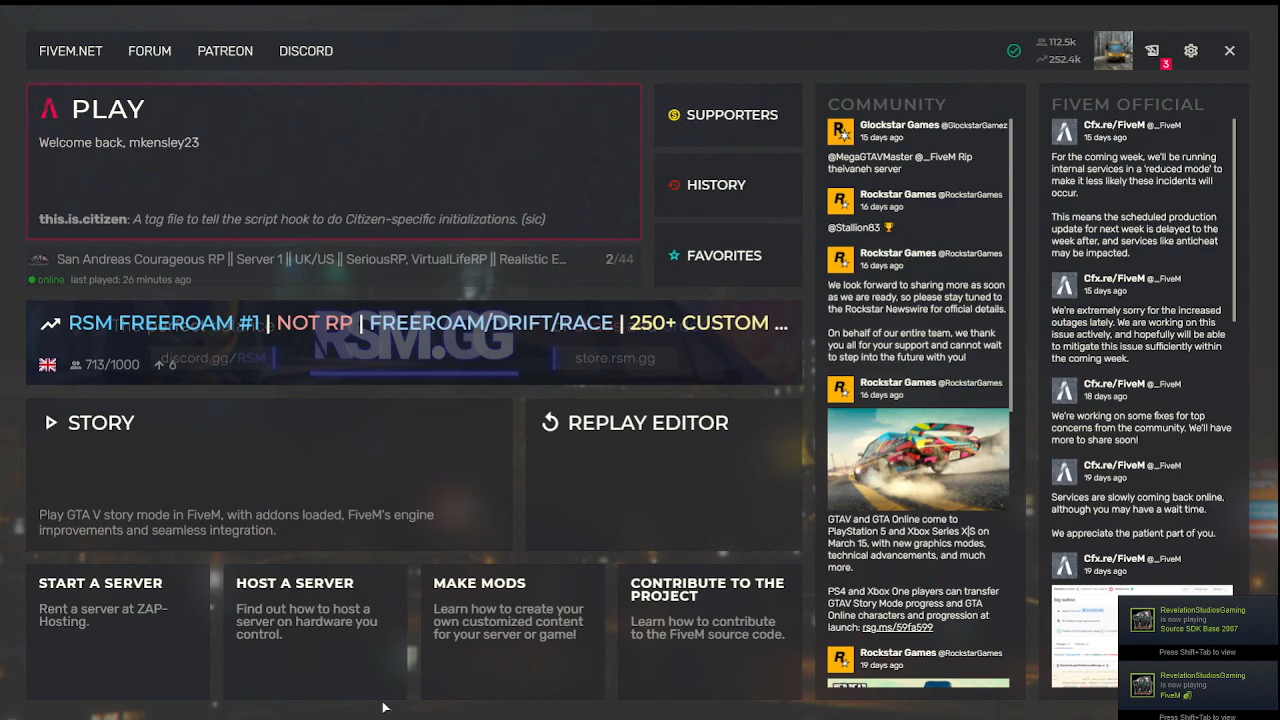 FIVEM.NET FORUM PATREON DISCORD
112.5k
252.4k
3
PLAY
Welcome back, mkensley23
this.is.citizen: A tag file to tell the script hook to do Citizen-specific initializations. (sic)
San Andreas Courageous RP || Server 1 || UK/US || SeriousRP, VirtualLifeRP || Realistic E... 2/44
online last played: 26 minutes ago
SUPPORTERS
HISTORY
FAVORITES
RSM FREEROAM #1 | NOT RP | FREEROAM/DRIFT/RACE | 250+ CUSTOM ...
RSM.GG
713/1000 6
discord.gg/RSM
store.rsm.gg
STORY
Play GTA V story mode in FiveM, with addons loaded, FiveM's engine
improvements and seamless integration.
REPLAY EDITOR
START A SERVER
Rent a server at ZAP-
Hosting.
HOST A SERVER
Find out how to host a
server on hardware you
control.
MAKE MODS
Learn how to create your
own customized content
for your server or game!
CONTRIBUTE TO THE
PROJECT
Learn how to contribute
to the FiveM source code.
COMMUNITY
Glockstar Games @GlockstarGamez
15 days ago
@MegaGTAVMaster @_FiveM Rip
theivaneh server
Rockstar Games @RockstarGames
16 days ago
@Stallion83 🏆
Rockstar Games @RockstarGames
16 days ago
We look forward to sharing more as soon
as we are ready, so please stay tuned to
the Rockstar Newswire for official details.
On behalf of our entire team, we thank
you all for your support and cannot wait
to step into the future with you!
Rockstar Games @RockstarGames
16 days ago
GTAV and GTA Online come to
PlayStation 5 and Xbox Series X|S on
March 15, with new graphics modes,
technical advancements, and much
more.
PS4 and Xbox One players can transfer
GTAV Story Mode progress and GTA
Online characters and progression at
launch: rsg.ms/59fa592
Rockstar Games @RockstarGames
19 days ago
FIVEM OFFICIAL
Cfx.re/FiveM @_FiveM
15 days ago
For the coming week, we'll be running
internal services in a 'reduced mode' to
make it less likely these incidents will
occur.
This means the scheduled production
update for next week is delayed to the
week after, and services like anticheat
may be impacted.
Cfx.re/FiveM @_FiveM
15 days ago
We're extremely sorry for the increased
outages lately. We are working on this
issue actively, and hopefully will be able
to mitigate this issue sufficiently within
the coming week.
Cfx.re/FiveM @_FiveM
18 days ago
We're working on some fixes for top
concerns from the community. We'll have
more to share soon!
Cfx.re/FiveM @_FiveM
19 days ago
Services are slowly coming back online,
although you may have a wait time.
We appreciate the patient part of you.
Cfx.re/FiveM @_FiveM
19 days ago
RevelationStudiosGaming
is now playing
Source SDK Base 2007
Press Shift+Tab to view
RevelationStudiosGaming
is now playing
FiveM
Press Shift+Tab to view